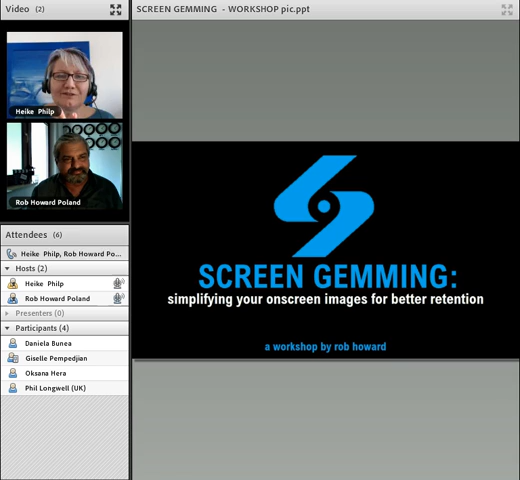 Video (2)
Heike Philp
Rob Howard Poland
Attendees (6)
Heike Philp, Rob Howard Po...
Hosts (2)
Heike Philp
Rob Howard Poland
Presenters (0)
Participants (4)
Daniela Bunea
Giselle Pempedjian
Oksana Hera
Phil Longwell (UK)
SCREEN GEMMING - WORKSHOP pic.ppt
SCREEN GEMMING:
simplifying your onscreen images for better retention
a workshop by rob howard